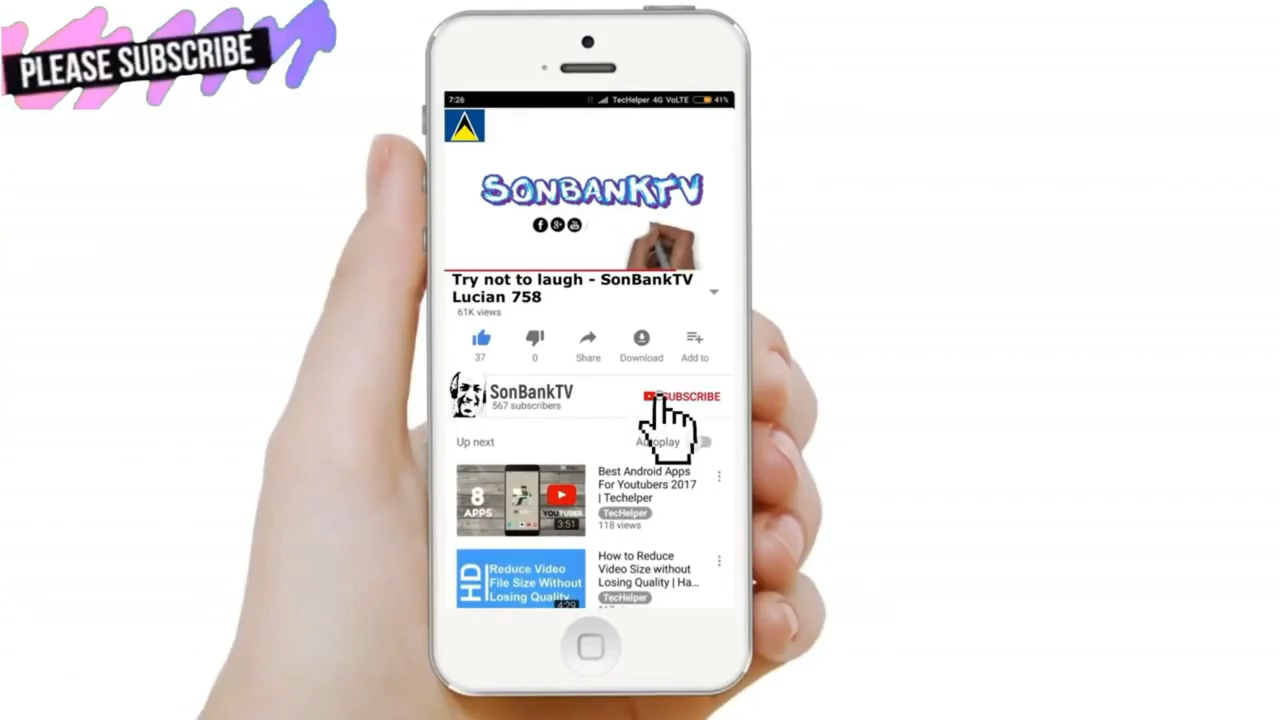 PLEASE SUBSCRIBE
7:26 TecHelper 4G VoLTE 41%
SONBANKTV
Try not to laugh - SonBankTV
Lucian 758
61K views
37 0 Share Download Add to
SonBankTV
567 subscribers
SUBSCRIBE
Up next Autoplay
8
APPS
YOUTUBER
3:51
Best Android Apps
For Youtubers 2017
| Techelper
TecHelper
118 views
HD
Reduce Video
File Size Without
Losing Quality
4:29
How to Reduce
Video Size without
Losing Quality | Ha...
TecHelper